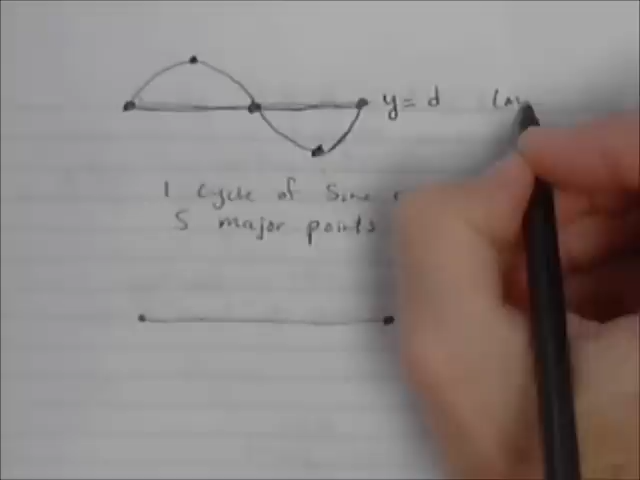 y = d
1 cycle of Sine
5 major points